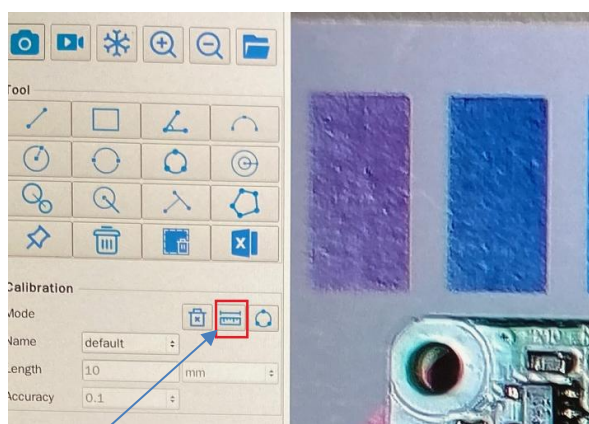 Tool
X
Calibration
Mode
Name default
Length 10 mm
Accuracy 0.1